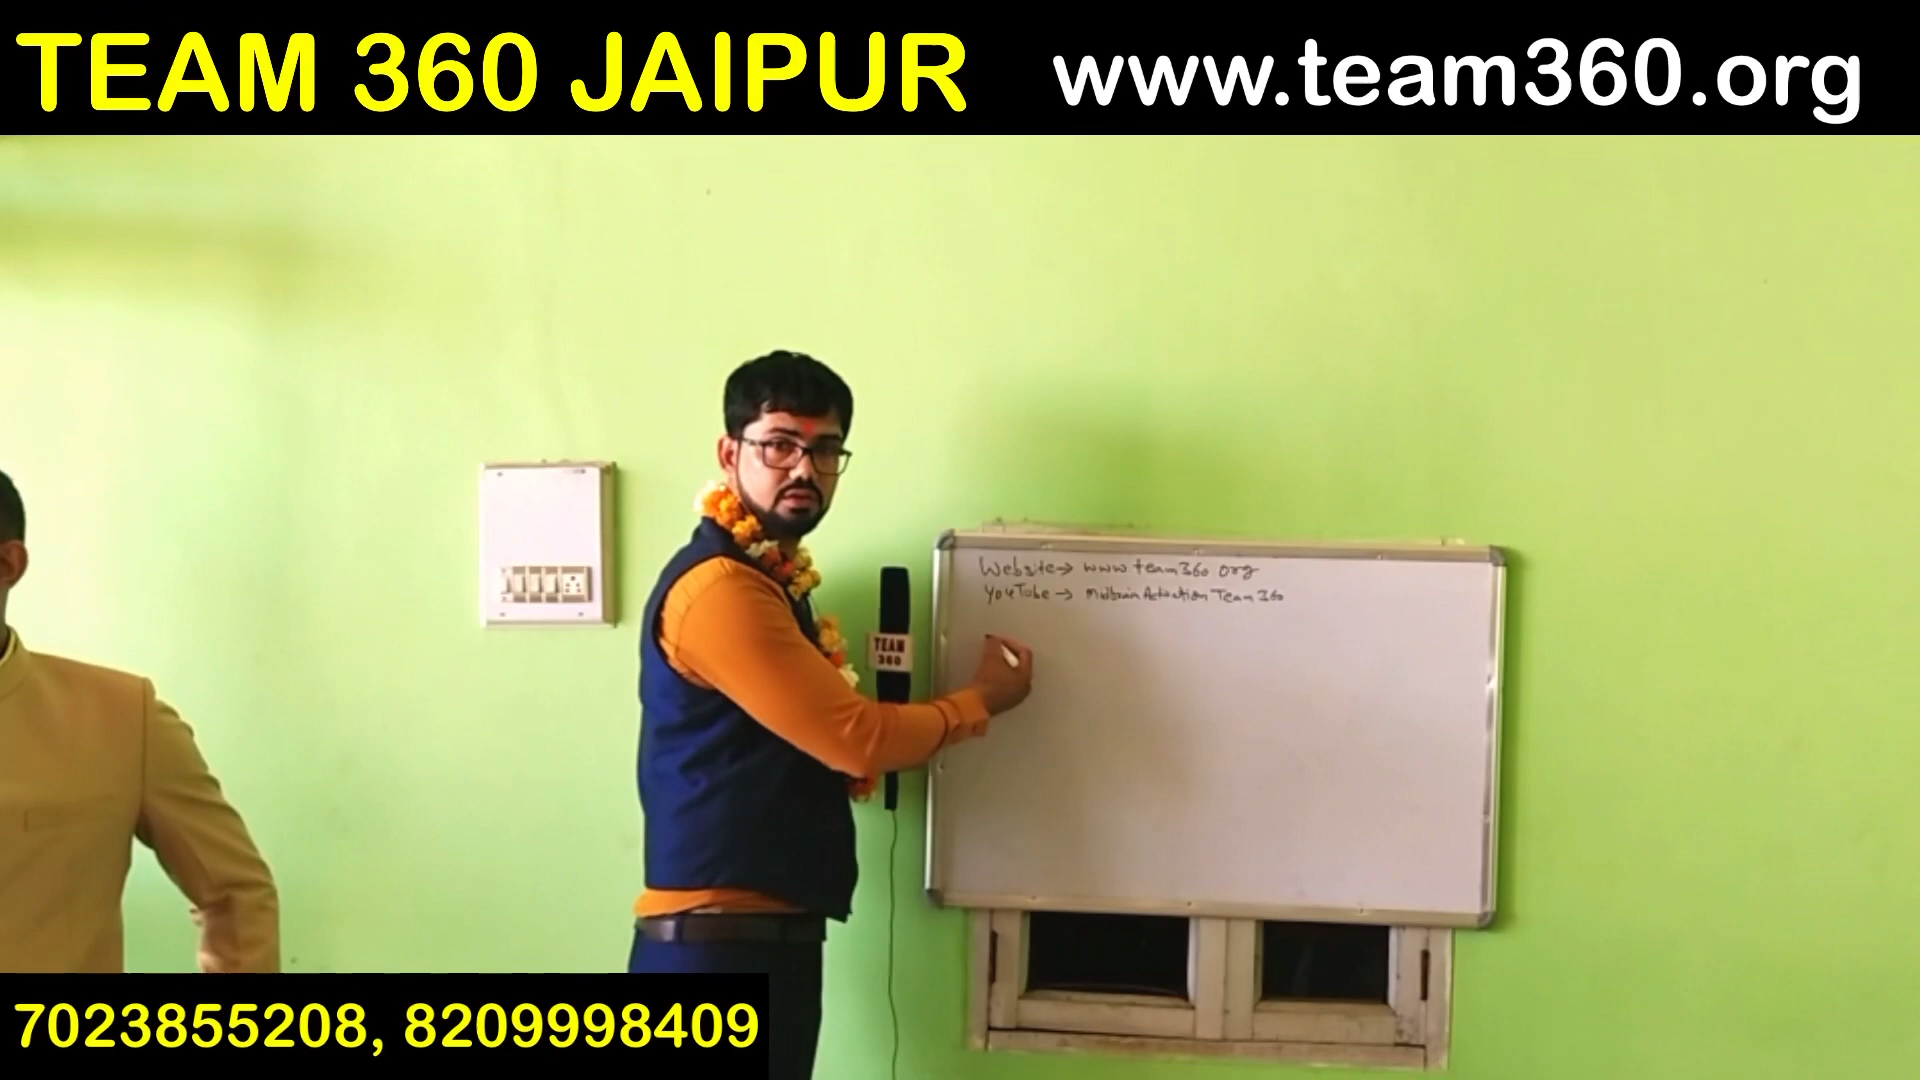 TEAM 360 JAIPUR www.team360.org
TEAM
360
Website→ www team360 org
YouTube → Midbrain Activation Team 360
7023855208, 8209998409